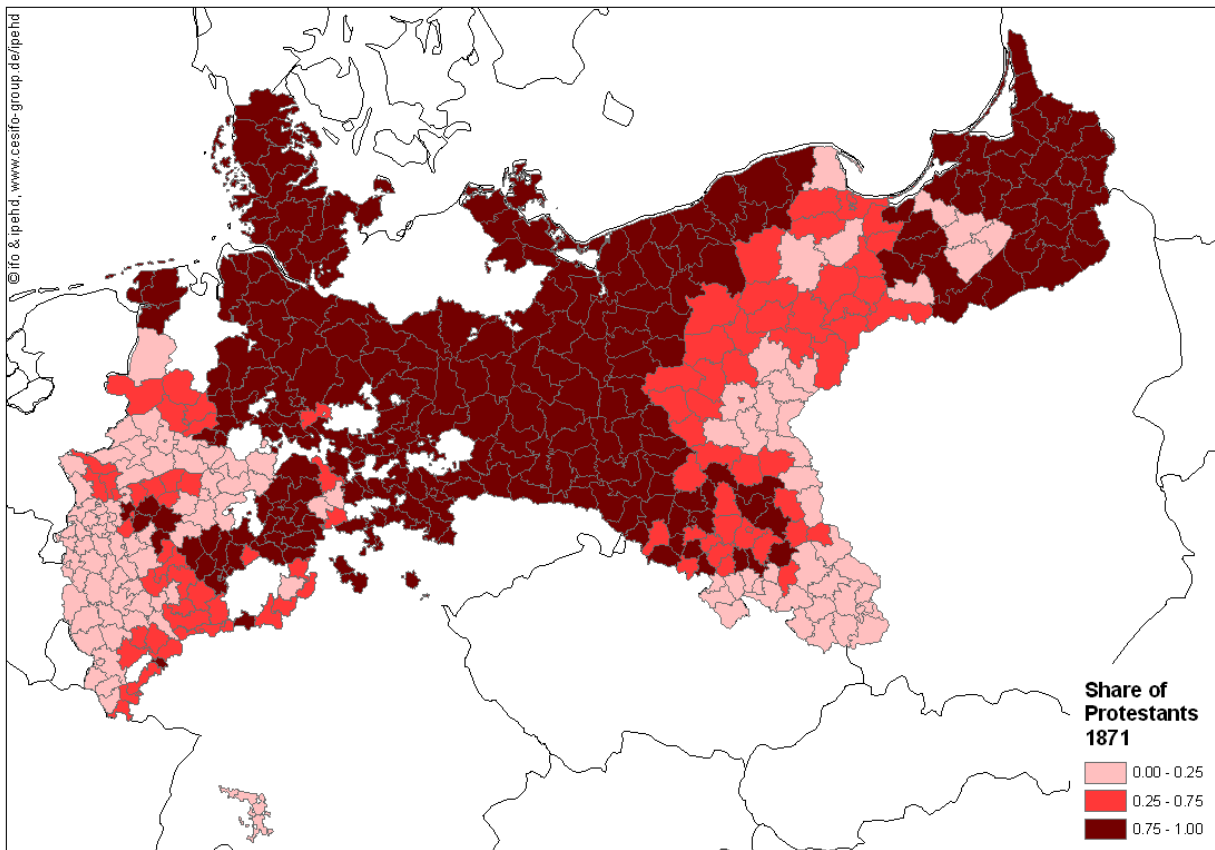 © ifo & ipehd, www.cesifo-group.de/ipehd
Share of
Protestants
1871
0.00 - 0.25
0.25 - 0.75
0.75 - 1.00